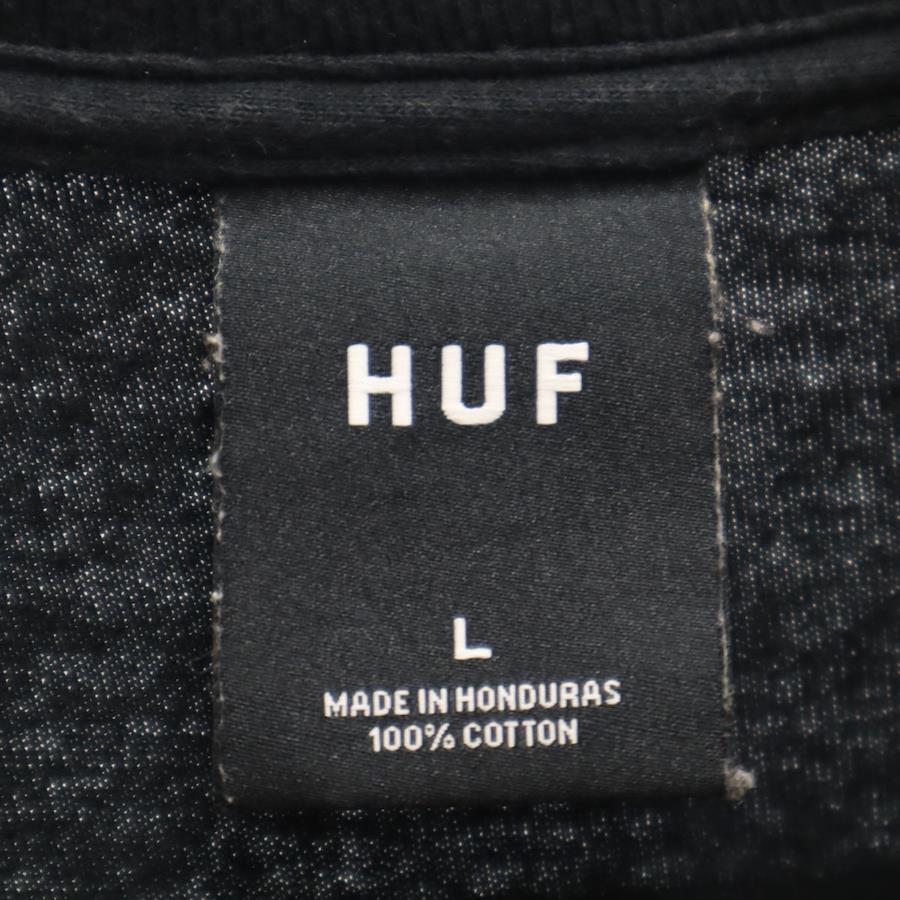 HUF
L
MADE IN HONDURAS
100% COTTON